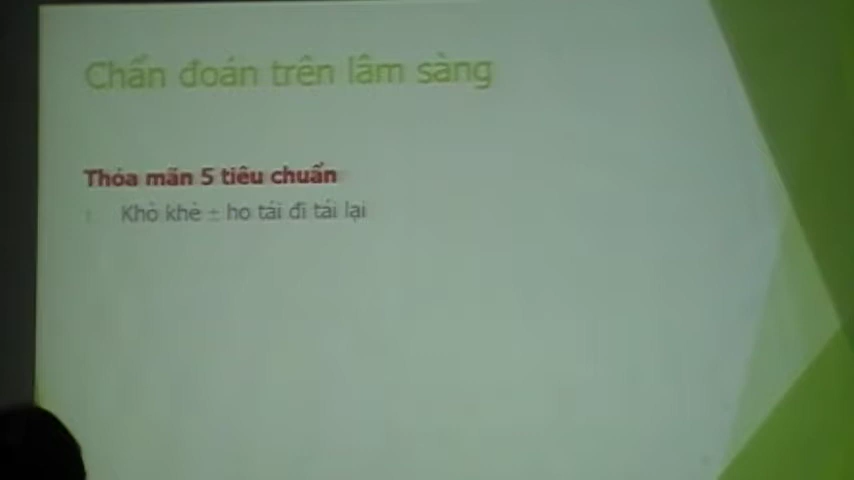 Chẩn đoán trên lâm sàng
Thỏa mãn 5 tiêu chuẩn
Khò khè ± ho tái đi tái lại